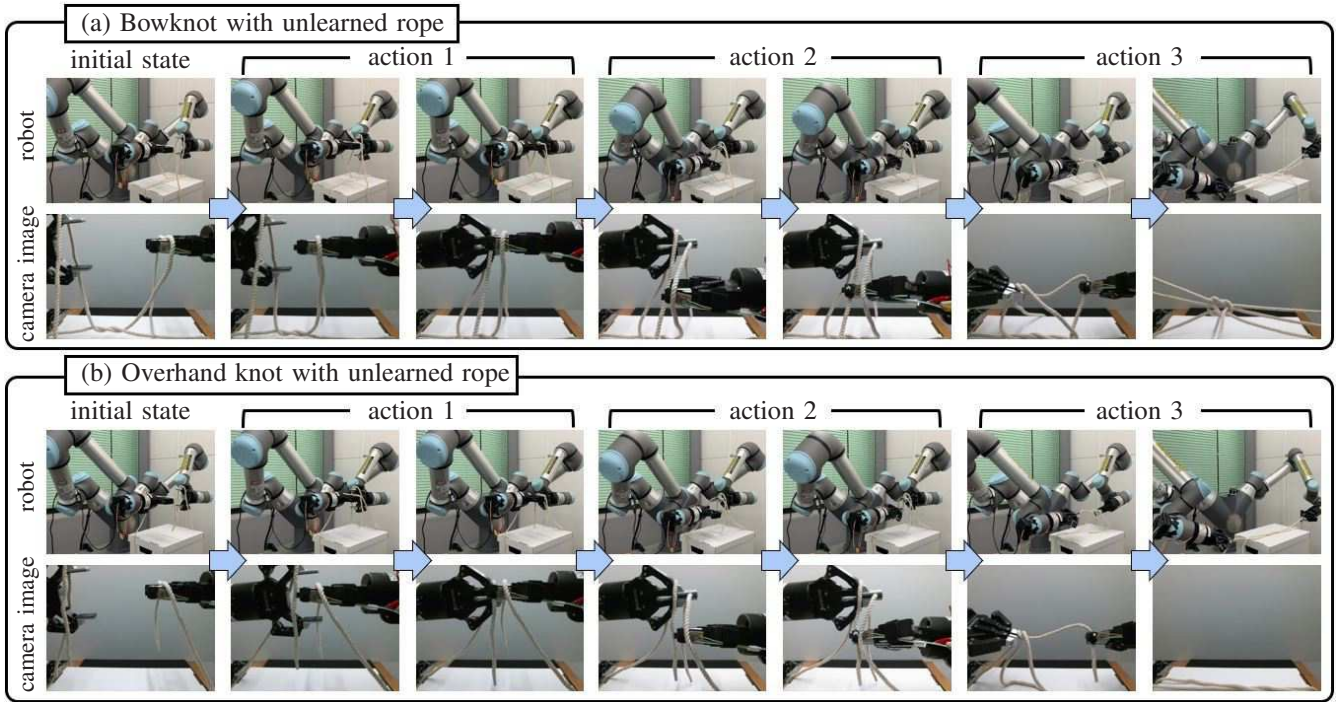 (a) Bowknot with unlearned rope
initial state action 1 action 2 action 3
robot
camera image
(b) Overhand knot with unlearned rope
initial state action 1 action 2 action 3
robot
camera image